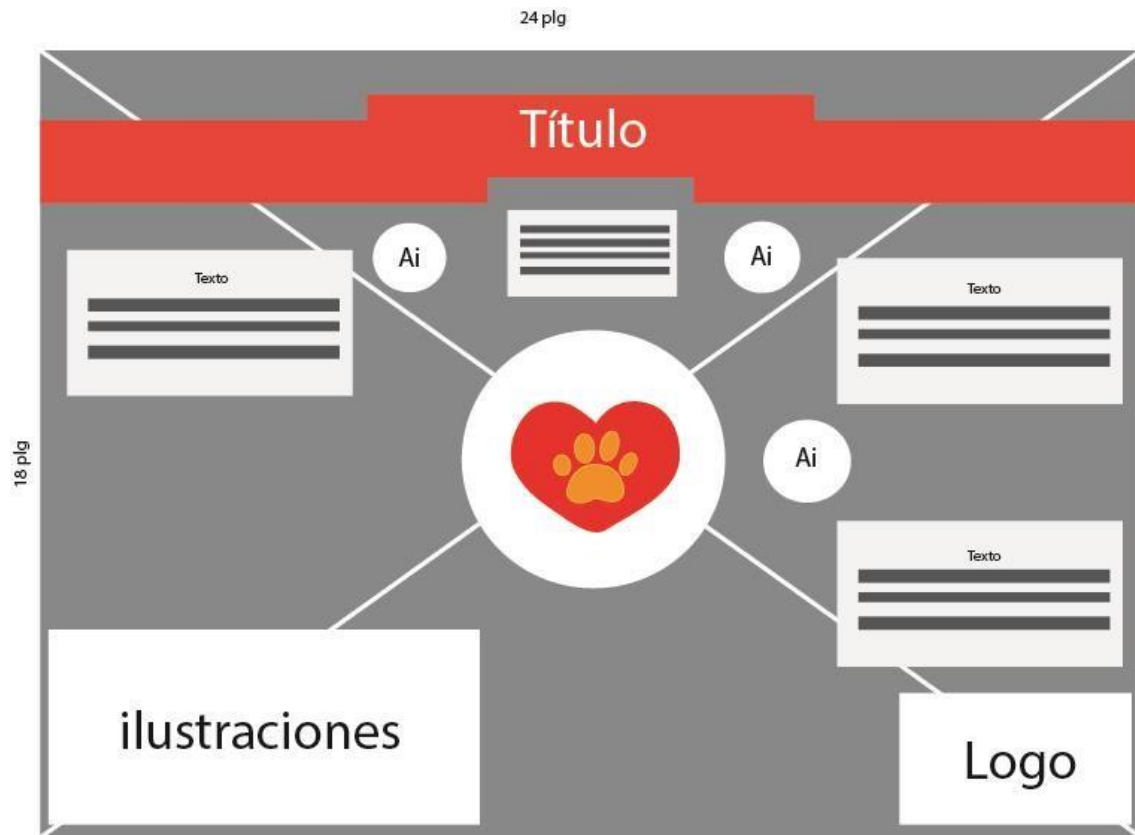 24 plg
Título
Ai
Ai
Texto
Texto
18 plg
Ai
Texto
ilustraciones
Logo